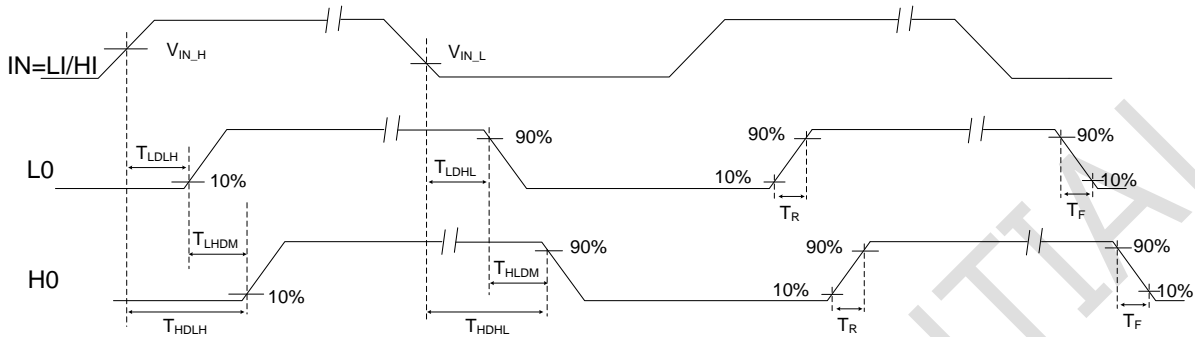 IN=LI/HI
V_IN_H
V_IN_L
L0
T_LDLH
10%
T_LHDM
90%
T_LDHL
90%
10%
T_R
90%
10%
T_F
H0
10%
T_HDLH
90%
T_HLDM
T_HDHL
90%
10%
T_R
90%
10%
T_F
NTIAL